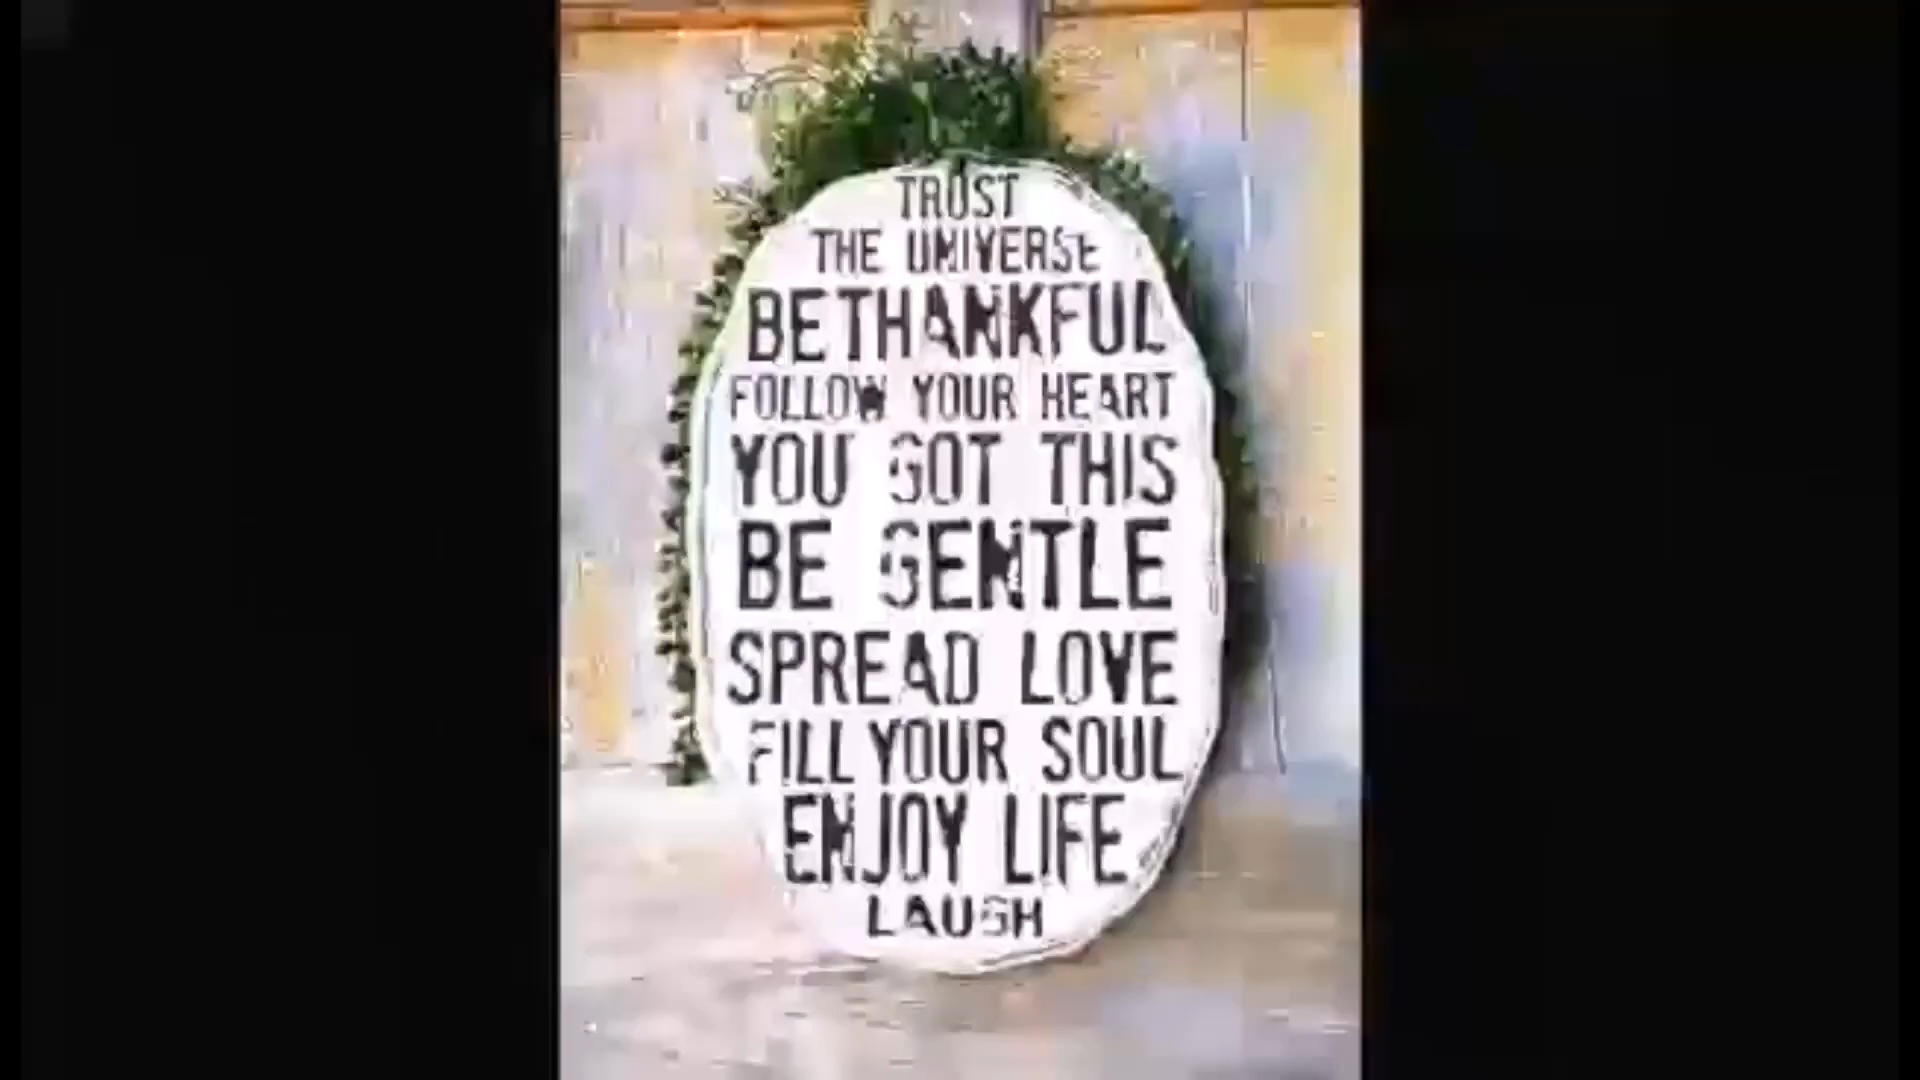 TRUST
THE UNIVERSE
BE THANKFUL
FOLLOW YOUR HEART
YOU GOT THIS
BE GENTLE
SPREAD LOVE
FILL YOUR SOUL
ENJOY LIFE
LAUGH